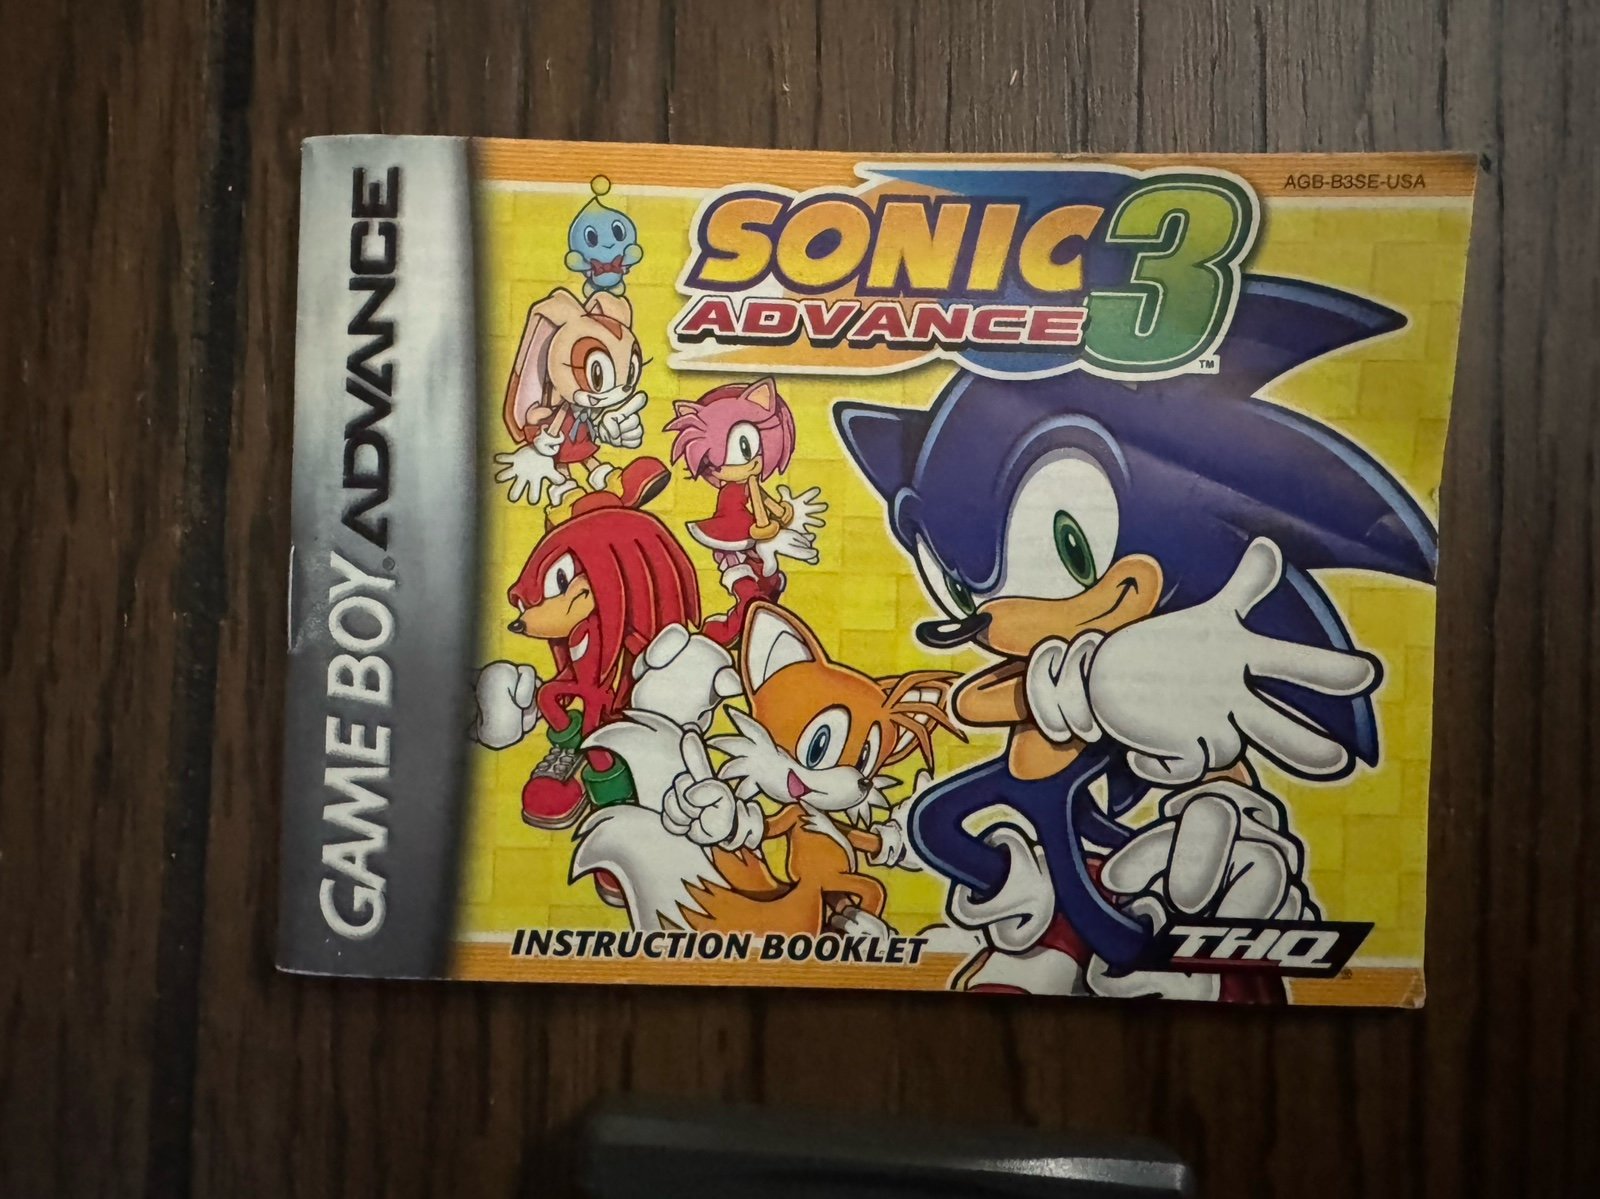 GAME BOY ADVANCE
AGB-B3SE-USA
SONIC
ADVANCE 3
TM
INSTRUCTION BOOKLET
THQ